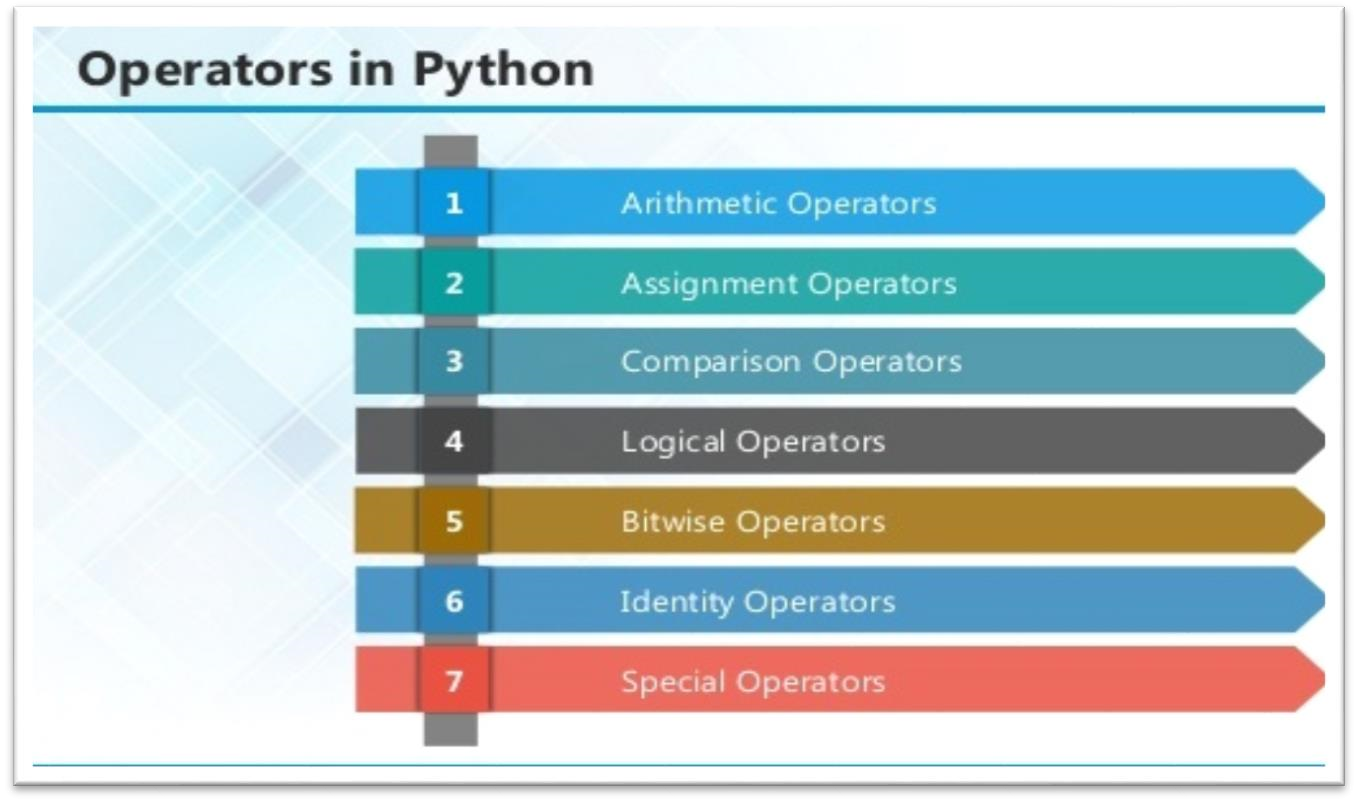 Operators in Python
1 Arithmetic Operators
2 Assignment Operators
3 Comparison Operators
4 Logical Operators
5 Bitwise Operators
6 Identity Operators
7 Special Operators